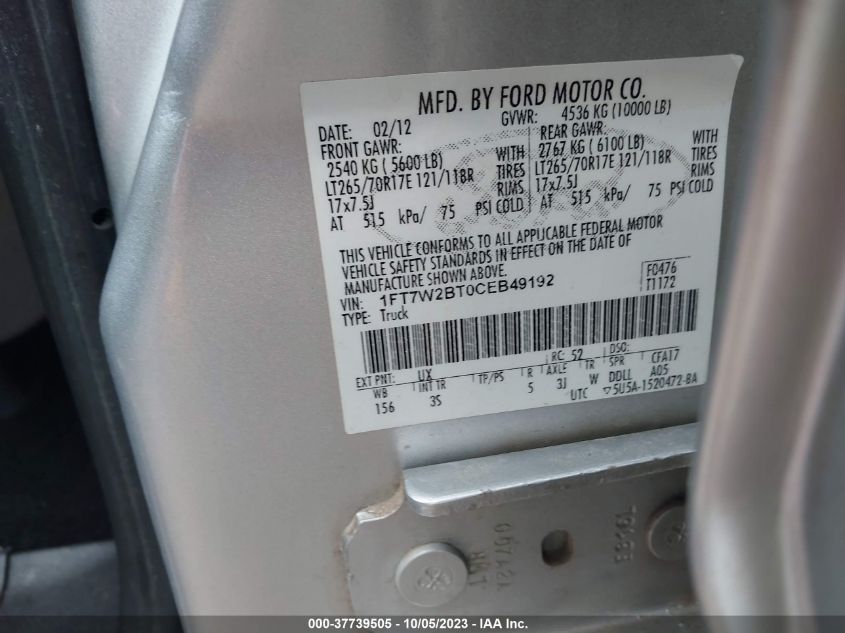 MFD. BY FORD MOTOR CO.
DATE: 02/12 GVWR: 4536 KG (10000 LB)
FRONT GAWR: REAR GAWR:
2540 KG ( 5600 LB) WITH 2767 KG ( 6100 LB) WITH
LT265/70R17E 121/118R TIRES LT265/70R17E 121/118R TIRES
17x7.5J RIMS 17x7.5J RIMS
AT 515 kPa/ 75 PSI COLD AT 515 kPa/ 75 PSI COLD
THIS VEHICLE CONFORMS TO ALL APPLICABLE FEDERAL MOTOR
VEHICLE SAFETY STANDARDS IN EFFECT ON THE DATE OF
MANUFACTURE SHOWN ABOVE.
VIN: 1FT7W2BT0CEB49192 F0476
TYPE: Truck T1172
EXT PNT: UX RC: 52 DSO:
WB INT TR TP/PS R AXLE TR SPR CFA17
156 3S 5 3J W DDLL A05
UTC ▽5U5A-1520472-BA
000-37739505 - 10/05/2023 - IAA Inc.